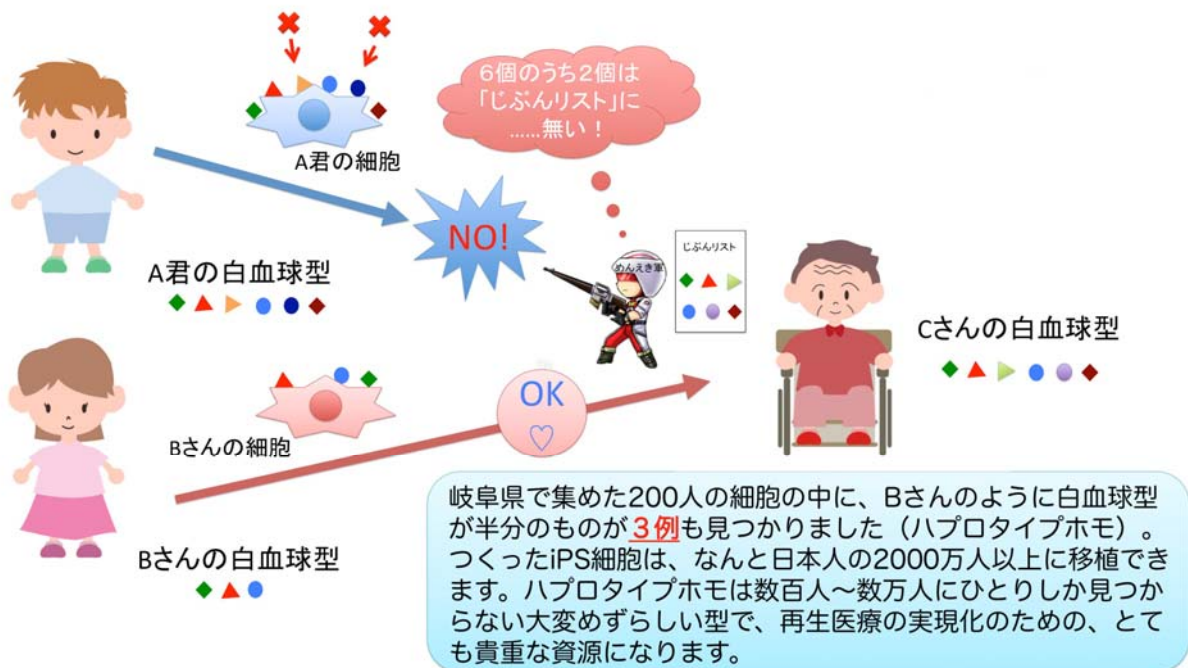 6個のうち2個は
「じぶんリスト」に
……無い！
A君の細胞
NO!
めんえき軍
じぶんリスト
A君の白血球型
Cさんの白血球型
OK
♡
Bさんの細胞
Bさんの白血球型
岐阜県で集めた200人の細胞の中に、Bさんのように白血球型
が半分のものが３例も見つかりました（ハプロタイプホモ）。
つくったiPS細胞は、なんと日本人の2000万人以上に移植でき
ます。ハプロタイプホモは数百人～数万人にひとりしか見つか
らない大変めずらしい型で、再生医療の実現化のための、とて
も貴重な資源になります。